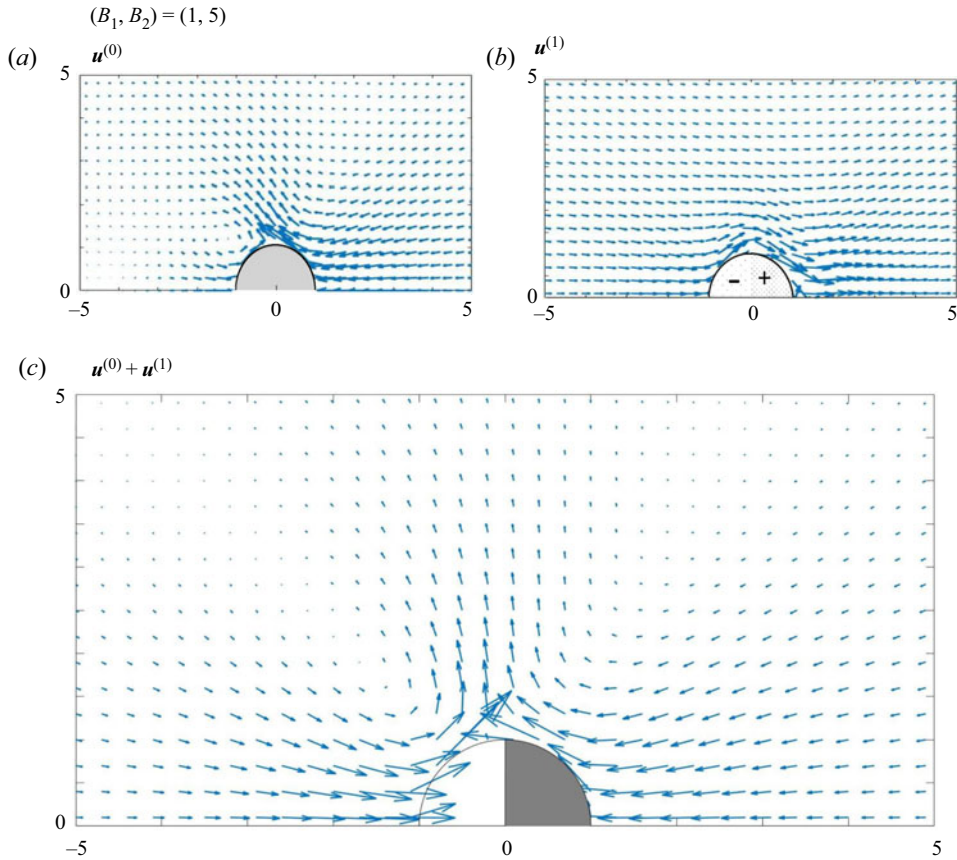 (B₁, B₂) = (1, 5)
(a) u⁽⁰⁾
5
0
−5 0 5
(b) u⁽¹⁾
5
− +
0
−5 0 5
(c) u⁽⁰⁾ + u⁽¹⁾
5
0
−5 0 5